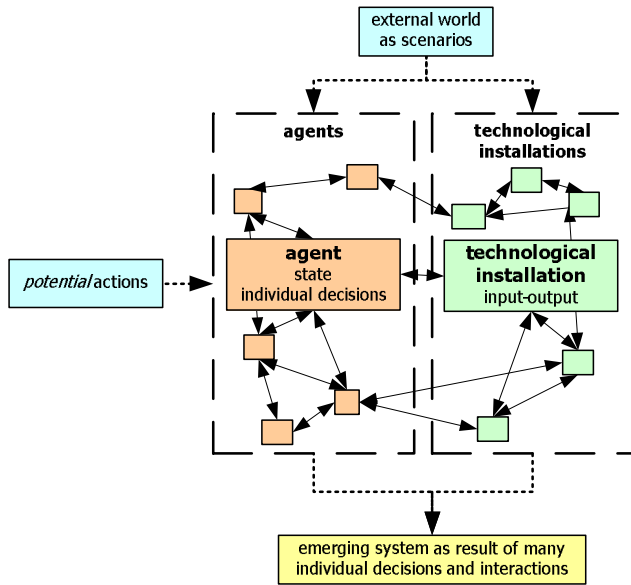 external world
as scenarios
agents
technological
installations
agent
state
individual decisions
technological
installation
input-output
potential actions
emerging system as result of many
individual decisions and interactions